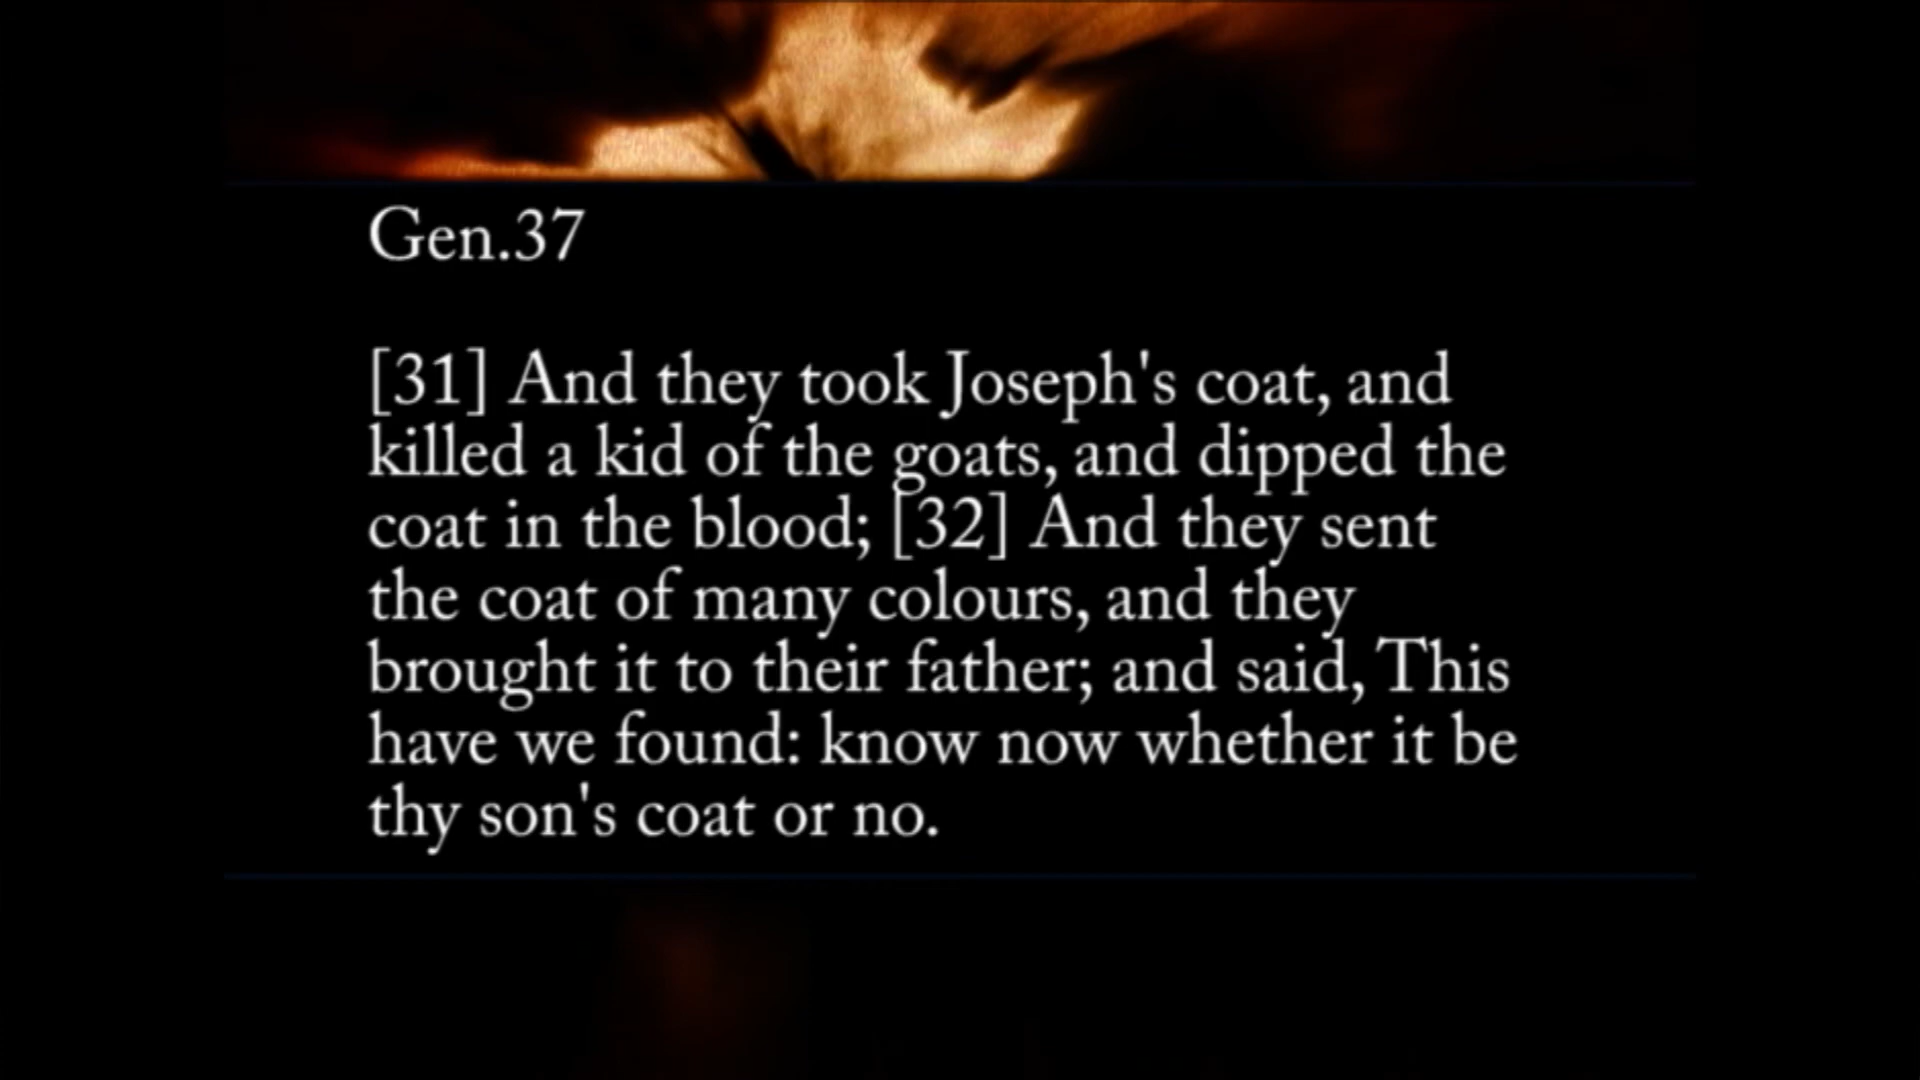 Gen.37
[31] And they took Joseph's coat, and
killed a kid of the goats, and dipped the
coat in the blood; [32] And they sent
the coat of many colours, and they
brought it to their father; and said, This
have we found: know now whether it be
thy son's coat or no.